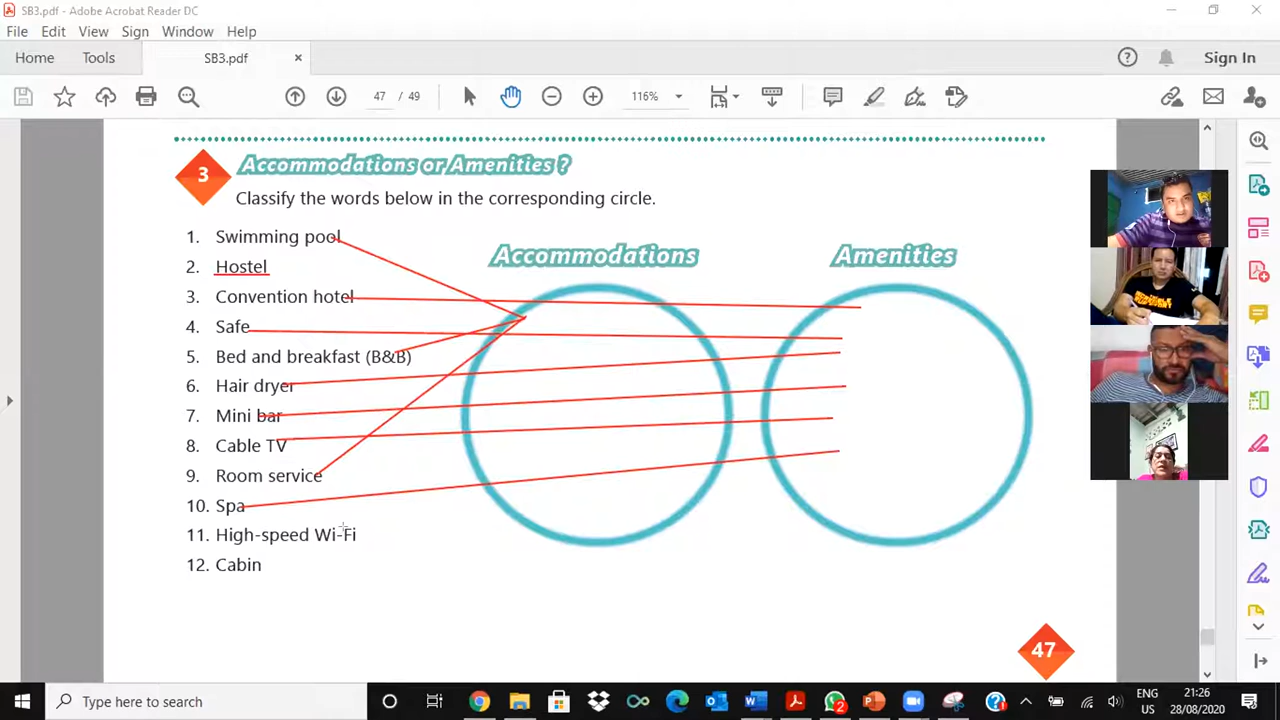 SB3.pdf - Adobe Acrobat Reader DC
File Edit View Sign Window Help
Home Tools SB3.pdf × Sign In
47 / 49 116%
3 Accommodations or Amenities ?
Classify the words below in the corresponding circle.
1. Swimming pool
2. Hostel
3. Convention hotel
4. Safe
5. Bed and breakfast (B&B)
6. Hair dryer
7. Mini bar
8. Cable TV
9. Room service
10. Spa
11. High-speed Wi-Fi
12. Cabin
Accommodations
Amenities
47
Type here to search
ENG
US
21:26
28/08/2020
2